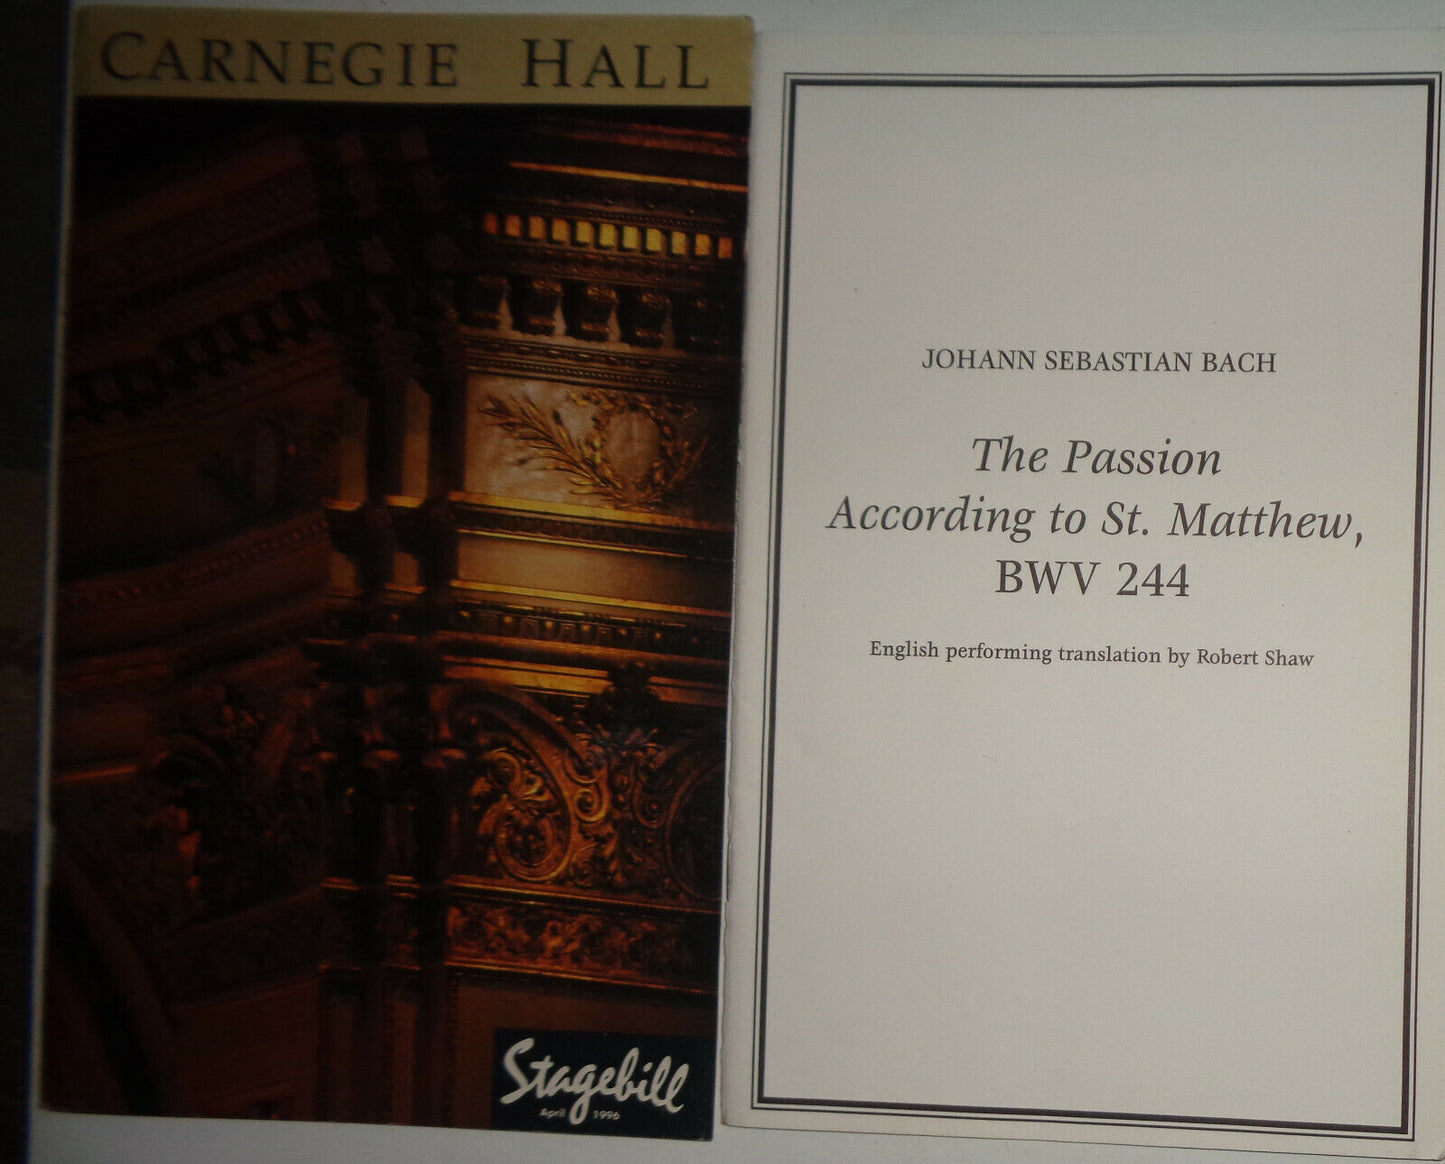 CARNEGIE HALL
Stagebill
April 1996
JOHANN SEBASTIAN BACH
The Passion
According to St. Matthew,
BWV 244
English performing translation by Robert Shaw